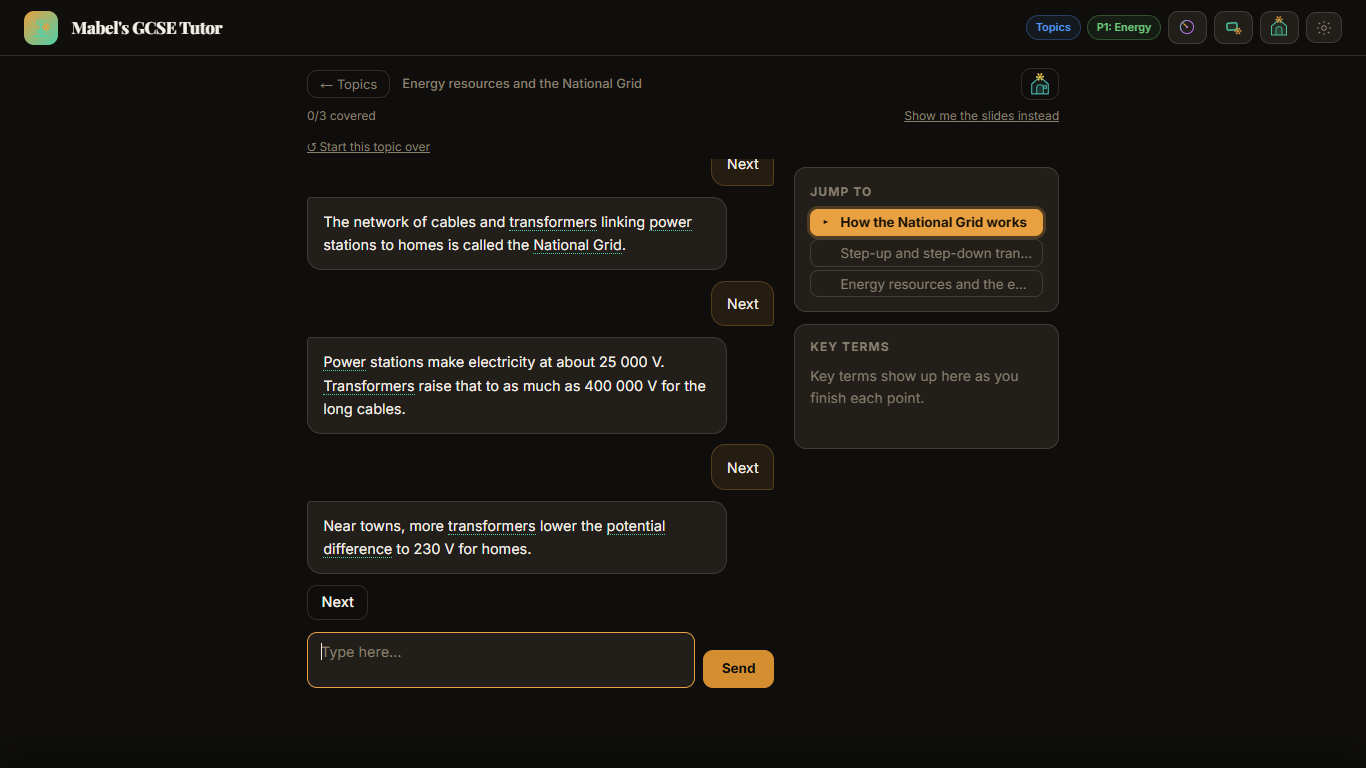 Mabel's GCSE Tutor
Topics
P1: Energy
← Topics
Energy resources and the National Grid
0/3 covered
Show me the slides instead
↺ Start this topic over
Next
The network of cables and transformers linking power
stations to homes is called the National Grid.
Next
Power stations make electricity at about 25 000 V.
Transformers raise that to as much as 400 000 V for the
long cables.
Next
Near towns, more transformers lower the potential
difference to 230 V for homes.
Next
Type here...
Send
JUMP TO
How the National Grid works
Step-up and step-down tran...
Energy resources and the e...
KEY TERMS
Key terms show up here as you
finish each point.